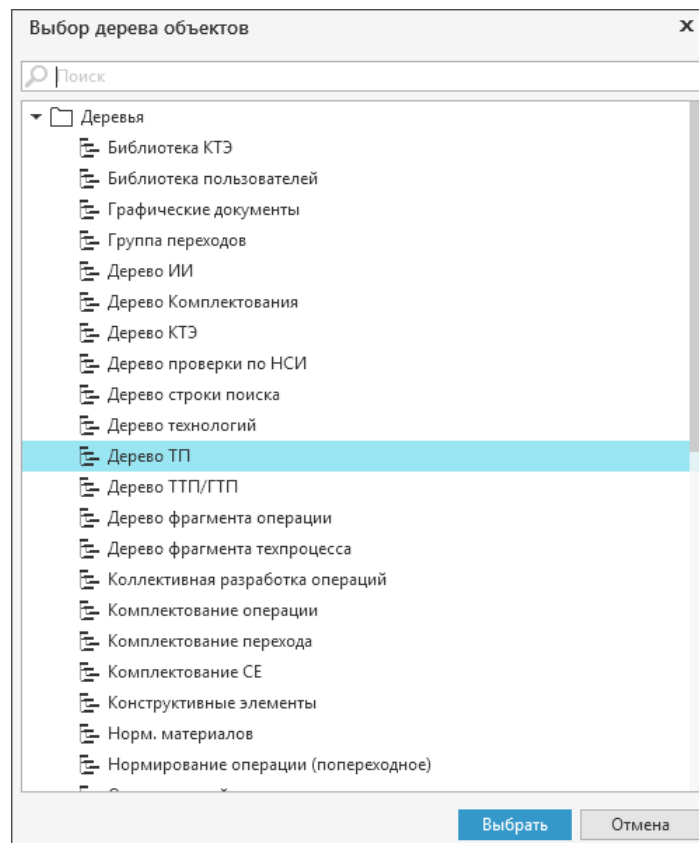 Выбор дерева объектов
Поиск
Деревья
Библиотека КТЭ
Библиотека пользователей
Графические документы
Группа переходов
Дерево ИИ
Дерево Комплектования
Дерево КТЭ
Дерево проверки по НСИ
Дерево строки поиска
Дерево технологий
Дерево ТП
Дерево ТТП/ГТП
Дерево фрагмента операции
Дерево фрагмента техпроцесса
Коллективная разработка операций
Комплектование операции
Комплектование перехода
Комплектование СЕ
Конструктивные элементы
Норм. материалов
Нормирование операции (попереходное)
Выбрать Отмена